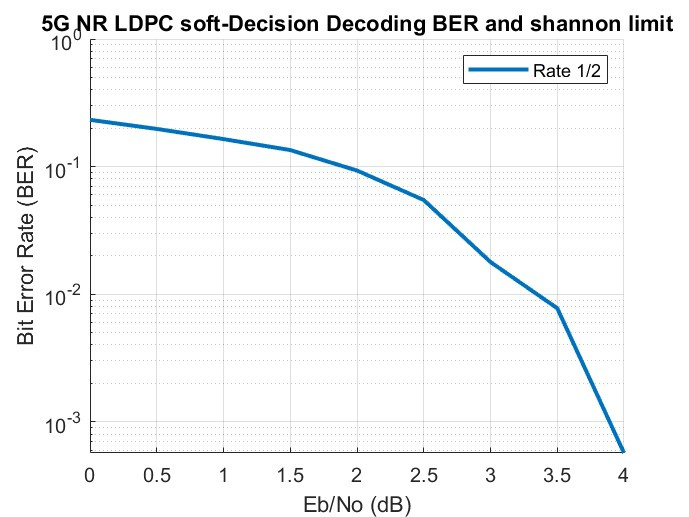 5G NR LDPC soft-Decision Decoding BER and shannon limit
Rate 1/2
Bit Error Rate (BER)
10^0
10^-1
10^-2
10^-3
0 0.5 1 1.5 2 2.5 3 3.5 4
Eb/No (dB)